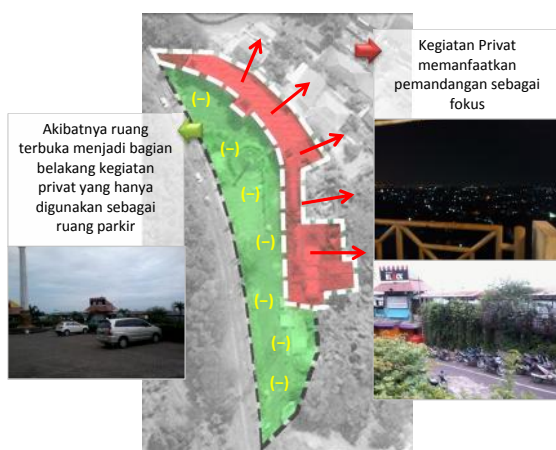 Kegiatan Privat
memanfaatkan
pemandangan sebagai
fokus
Akibatnya ruang
terbuka menjadi bagian
belakang kegiatan
privat yang hanya
digunakan sebagai
ruang parkir
(–)
(–)
(–)
(–)
(–)
(–)
(–)